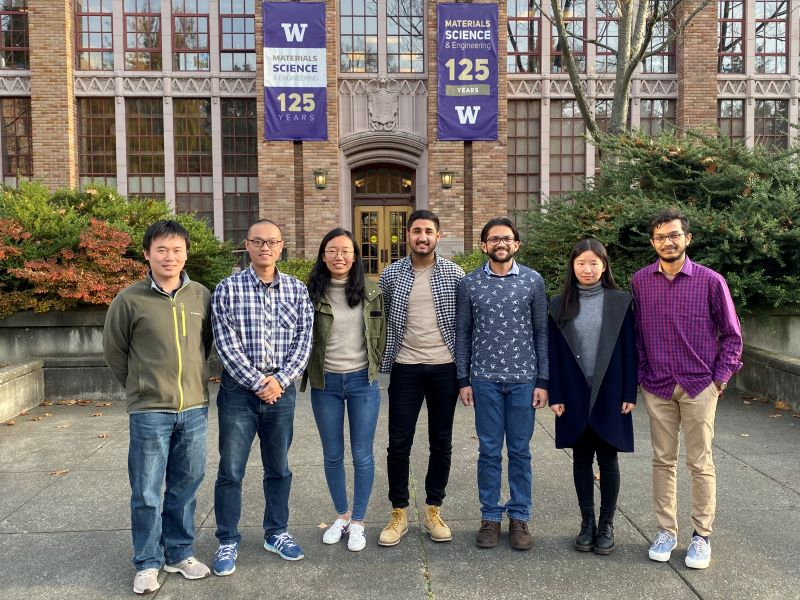 W
MATERIALS
SCIENCE
& ENGINEERING
125
YEARS
MATERIALS
SCIENCE
& Engineering
125
YEARS
W